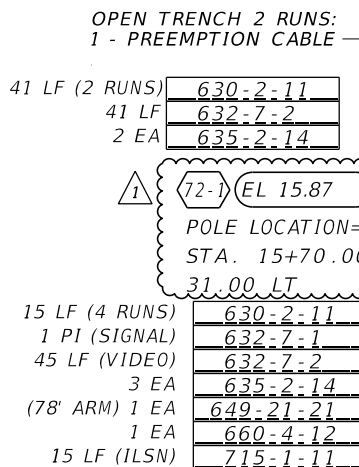 OPEN TRENCH 2 RUNS:
1 - PREEMPTION CABLE
41 LF (2 RUNS) 630-2-11
41 LF 632-7-2
2 EA 635-2-14
1 72-1 EL 15.87
POLE LOCATION=
STA. 15+70.00
31.00 LT
15 LF (4 RUNS) 630-2-11
1 PI (SIGNAL) 632-7-1
45 LF (VIDEO) 632-7-2
3 EA 635-2-14
(78' ARM) 1 EA 649-21-21
1 EA 660-4-12
15 LF (ILSN) 715-1-11